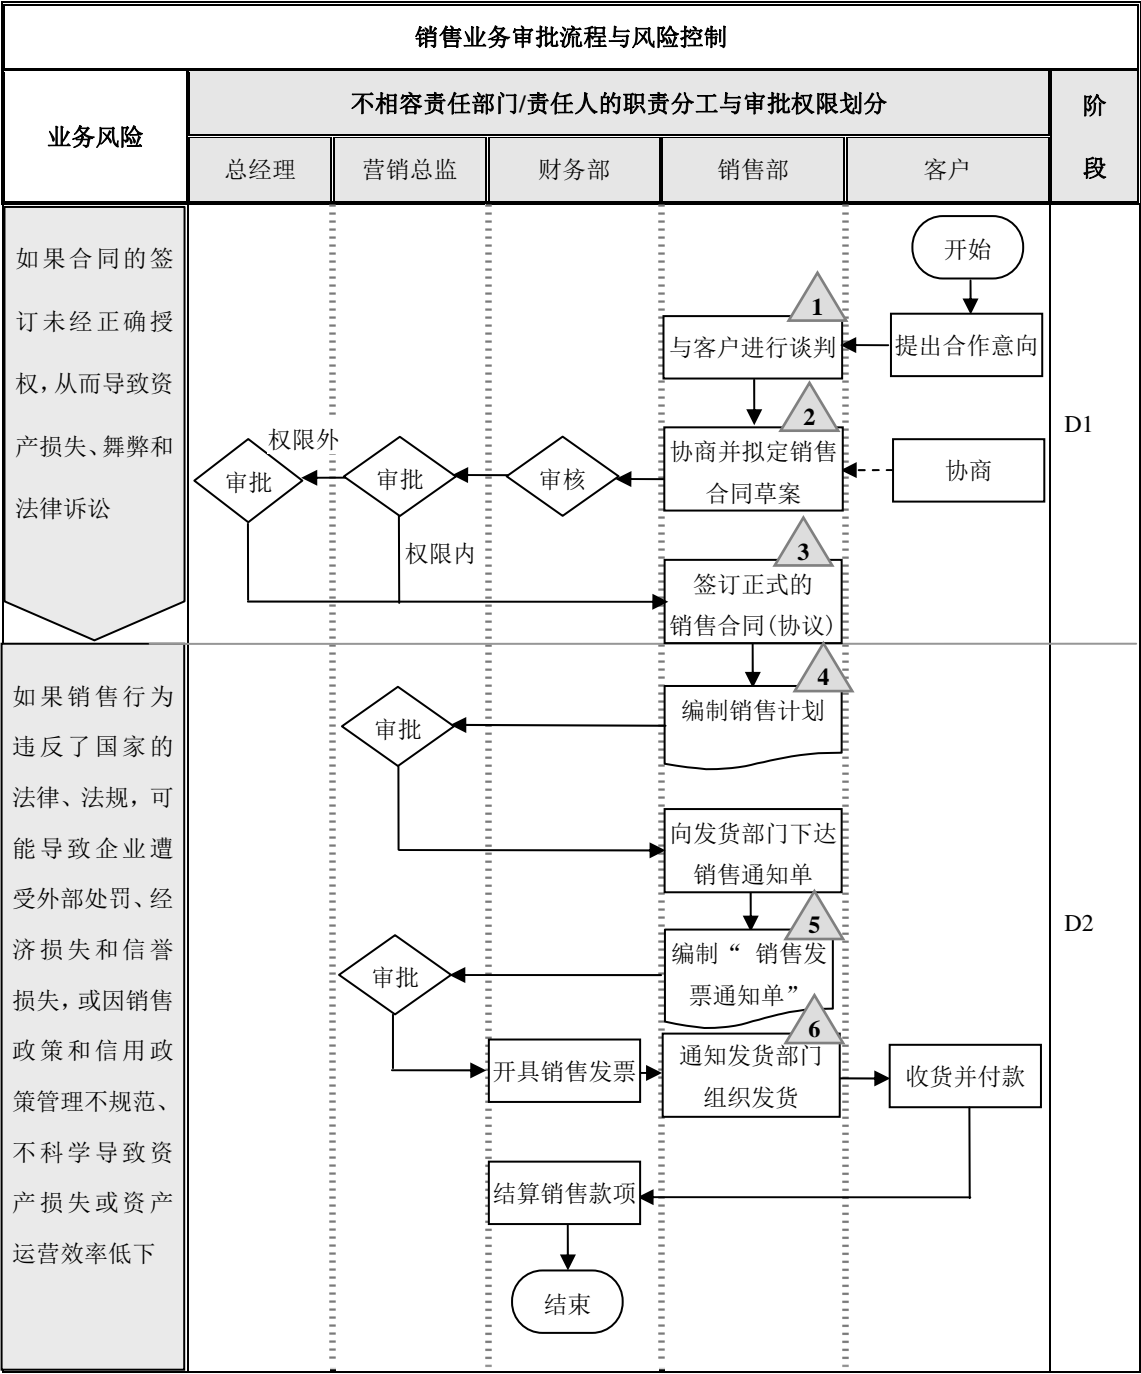 销售业务审批流程与风险控制
业务风险
不相容责任部门/责任人的职责分工与审批权限划分
阶
段
总经理
营销总监
财务部
销售部
客户
如果合同的签
订未经正确授
权，从而导致资
产损失、舞弊和
法律诉讼
开始
1
与客户进行谈判
提出合作意向
2
协商并拟定销售
合同草案
协商
审核
审批
权限外
审批
权限内
3
签订正式的
销售合同(协议)
D1
如果销售行为
违反了国家的
法律、法规，可
能导致企业遭
受外部处罚、经
济损失和信誉
损失，或因销售
政策和信用政
策管理不规范、
不科学导致资
产损失或资产
运营效率低下
4
编制销售计划
审批
向发货部门下达
销售通知单
5
编制“ 销售发
票通知单”
审批
6
开具销售发票
通知发货部门
组织发货
收货并付款
结算销售款项
结束
D2